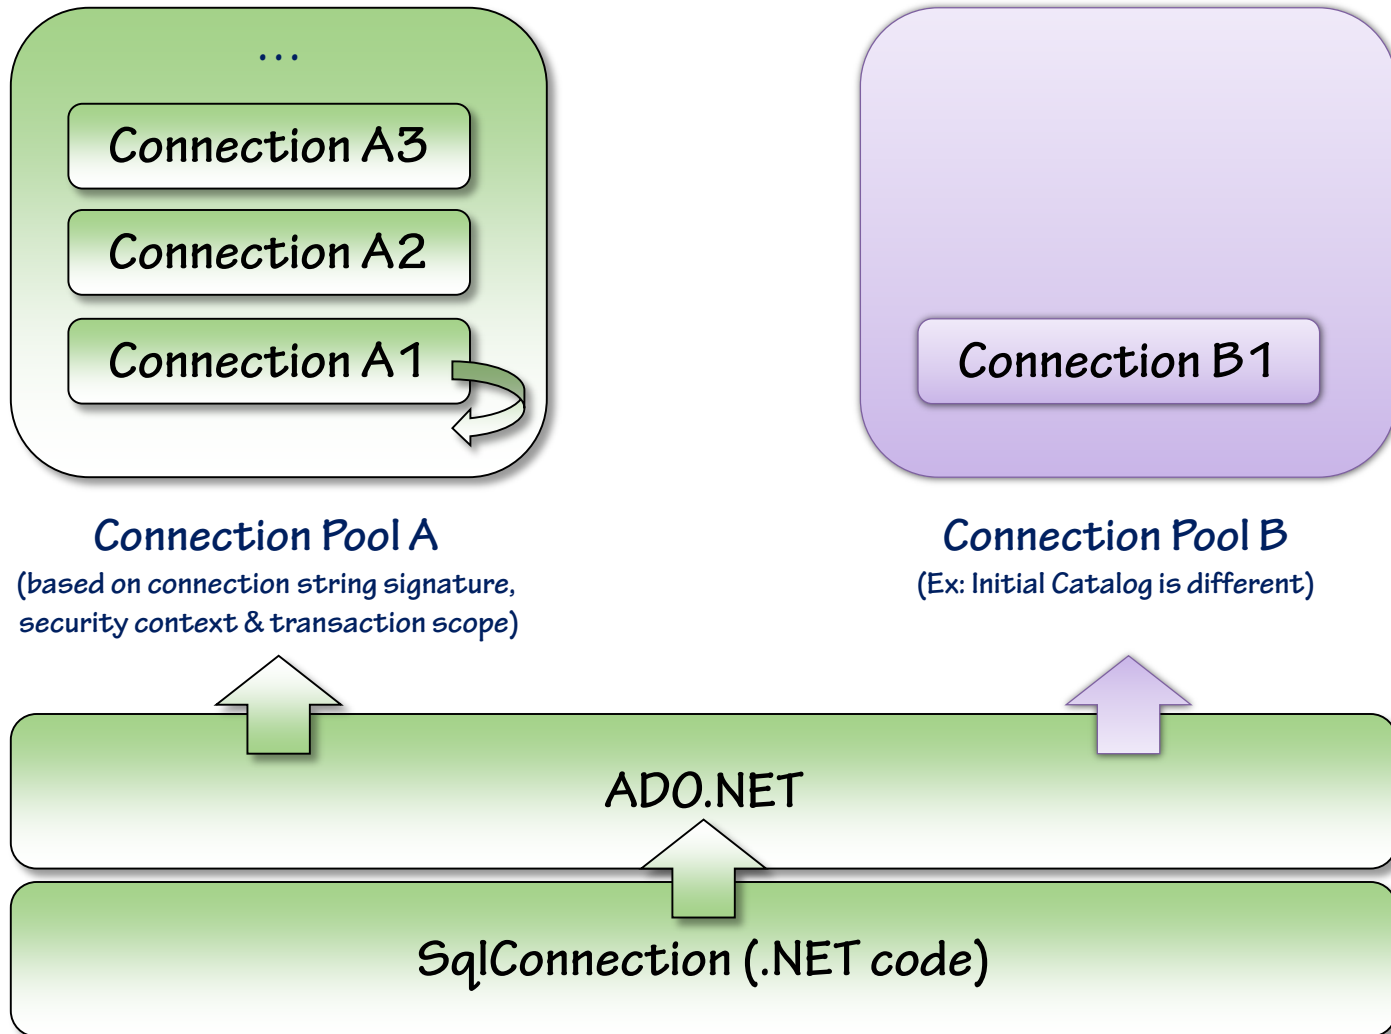 ...
Connection A3
Connection A2
Connection A1
Connection Pool A
(based on connection string signature,
security context & transaction scope)
Connection B1
Connection Pool B
(Ex: Initial Catalog is different)
ADO.NET
SqlConnection (.NET code)